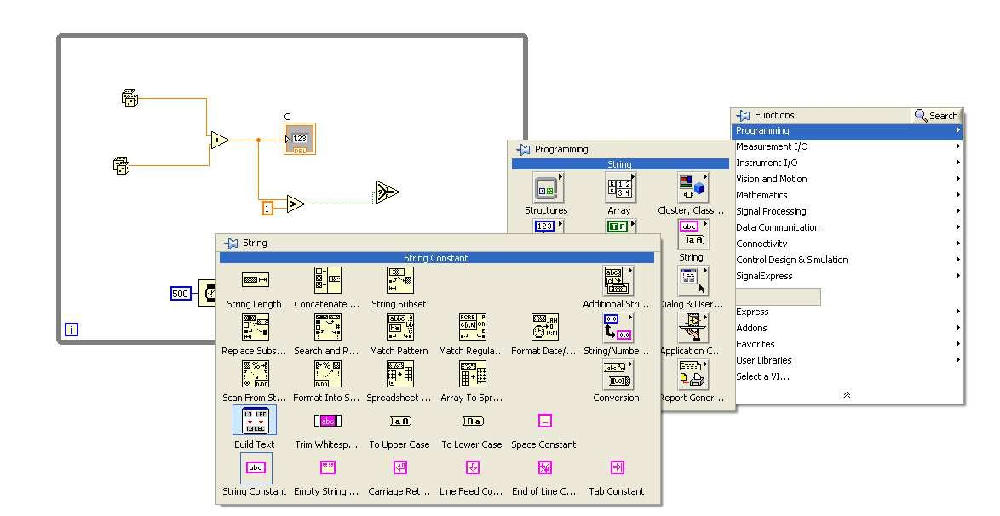 C
1.23
DBL
1
>
+
500
i
Functions
Search
Programming
Measurement I/O
Instrument I/O
Vision and Motion
Mathematics
Signal Processing
Data Communication
Connectivity
Control Design & Simulation
SignalExpress
Express
Addons
Favorites
User Libraries
Select a VI...
Programming
String
Structures
Array
Cluster, Class...
123
TF
abc
aA
String
Dialog & User...
Application C...
Report Gener...
String
String Constant
String Length
Concatenate ...
String Subset
Additional Stri...
Replace Subs...
Search and R...
Match Pattern
Match Regula...
Format Date/...
String/Numbe...
Scan From St...
Format Into S...
Spreadsheet ...
Array To Spr...
Conversion
Build Text
Trim Whitesp...
To Upper Case
To Lower Case
Space Constant
abc
String Constant
Empty String ...
Carriage Ret...
Line Feed Co...
End of Line C...
Tab Constant